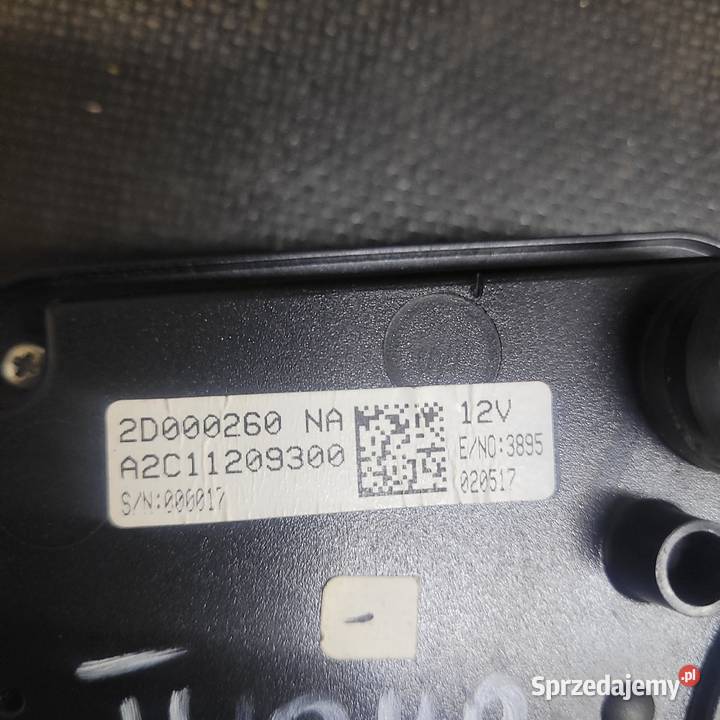 2D000260 NA
A2C11209300
S/N:000017
12V
E/NO:3895
020517
Sprzedajemy.pl